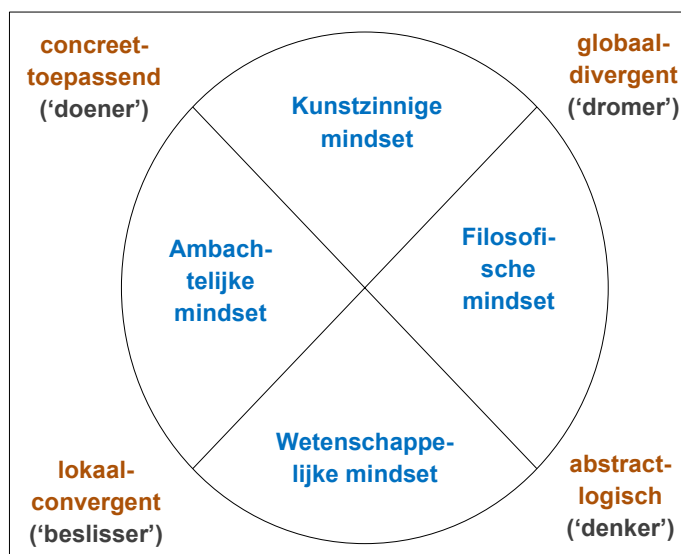 concreet-
toepassend
(‘doener’)
globaal-
divergent
(‘dromer’)
Kunstzinnige
mindset
Ambach-
telijke
mindset
Filosofi-
sche
mindset
Wetenschappe-
lijke mindset
lokaal-
convergent
(‘beslisser’)
abstract-
logisch
(‘denker’)